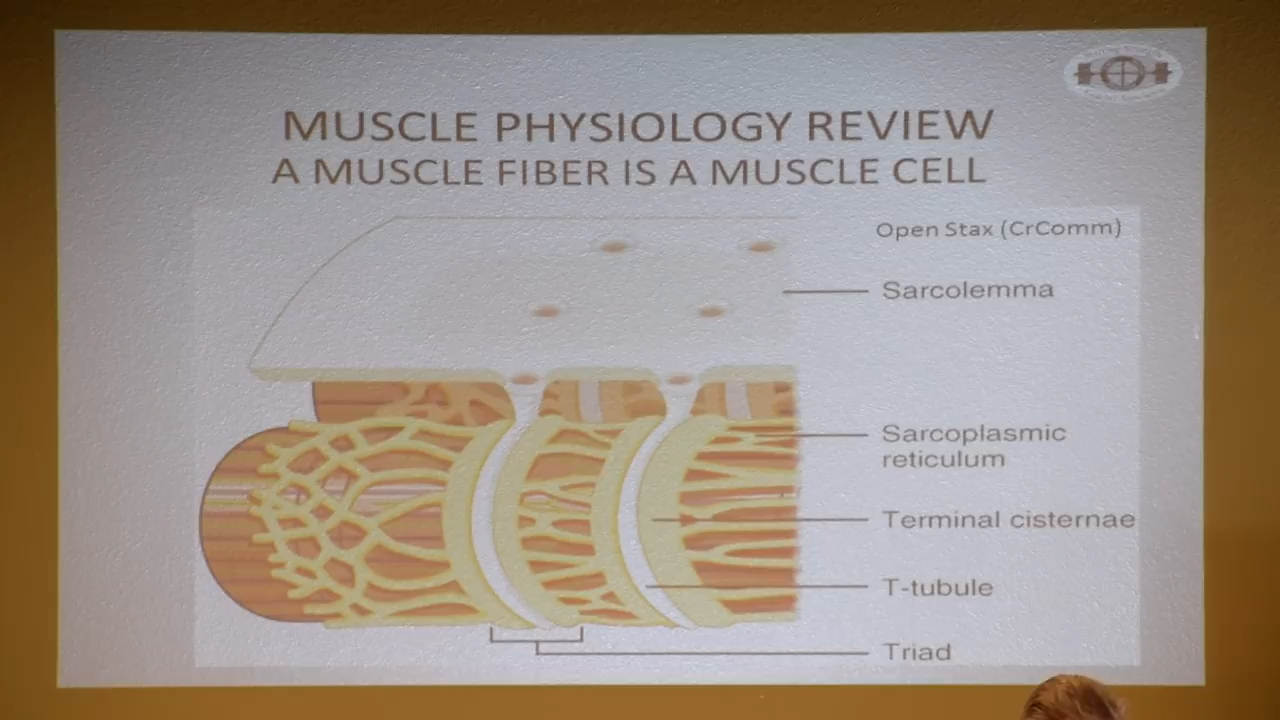 MUSCLE PHYSIOLOGY REVIEW
A MUSCLE FIBER IS A MUSCLE CELL
Open Stax (CrComm)
Sarcolemma
Sarcoplasmic
reticulum
Terminal cisternae
T-tubule
Triad